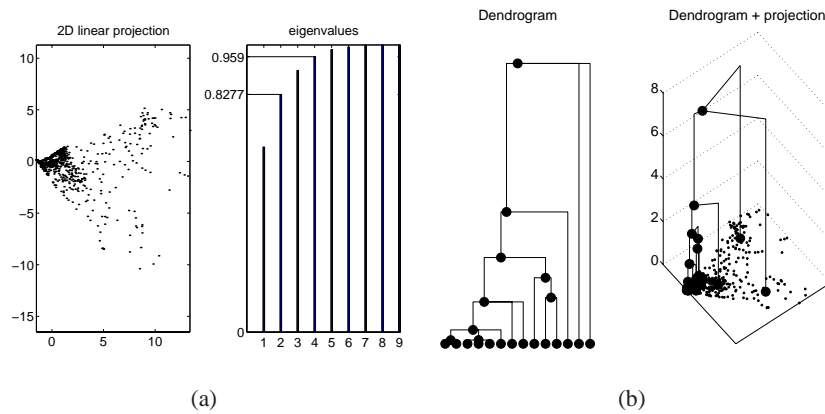 2D linear projection
10
5
0
−5
−10
−15
0 5 10
eigenvalues
0.959
0.8277
0
1 2 3 4 5 6 7 8 9
Dendrogram
Dendrogram + projection
8
6
4
2
0
(a)
(b)